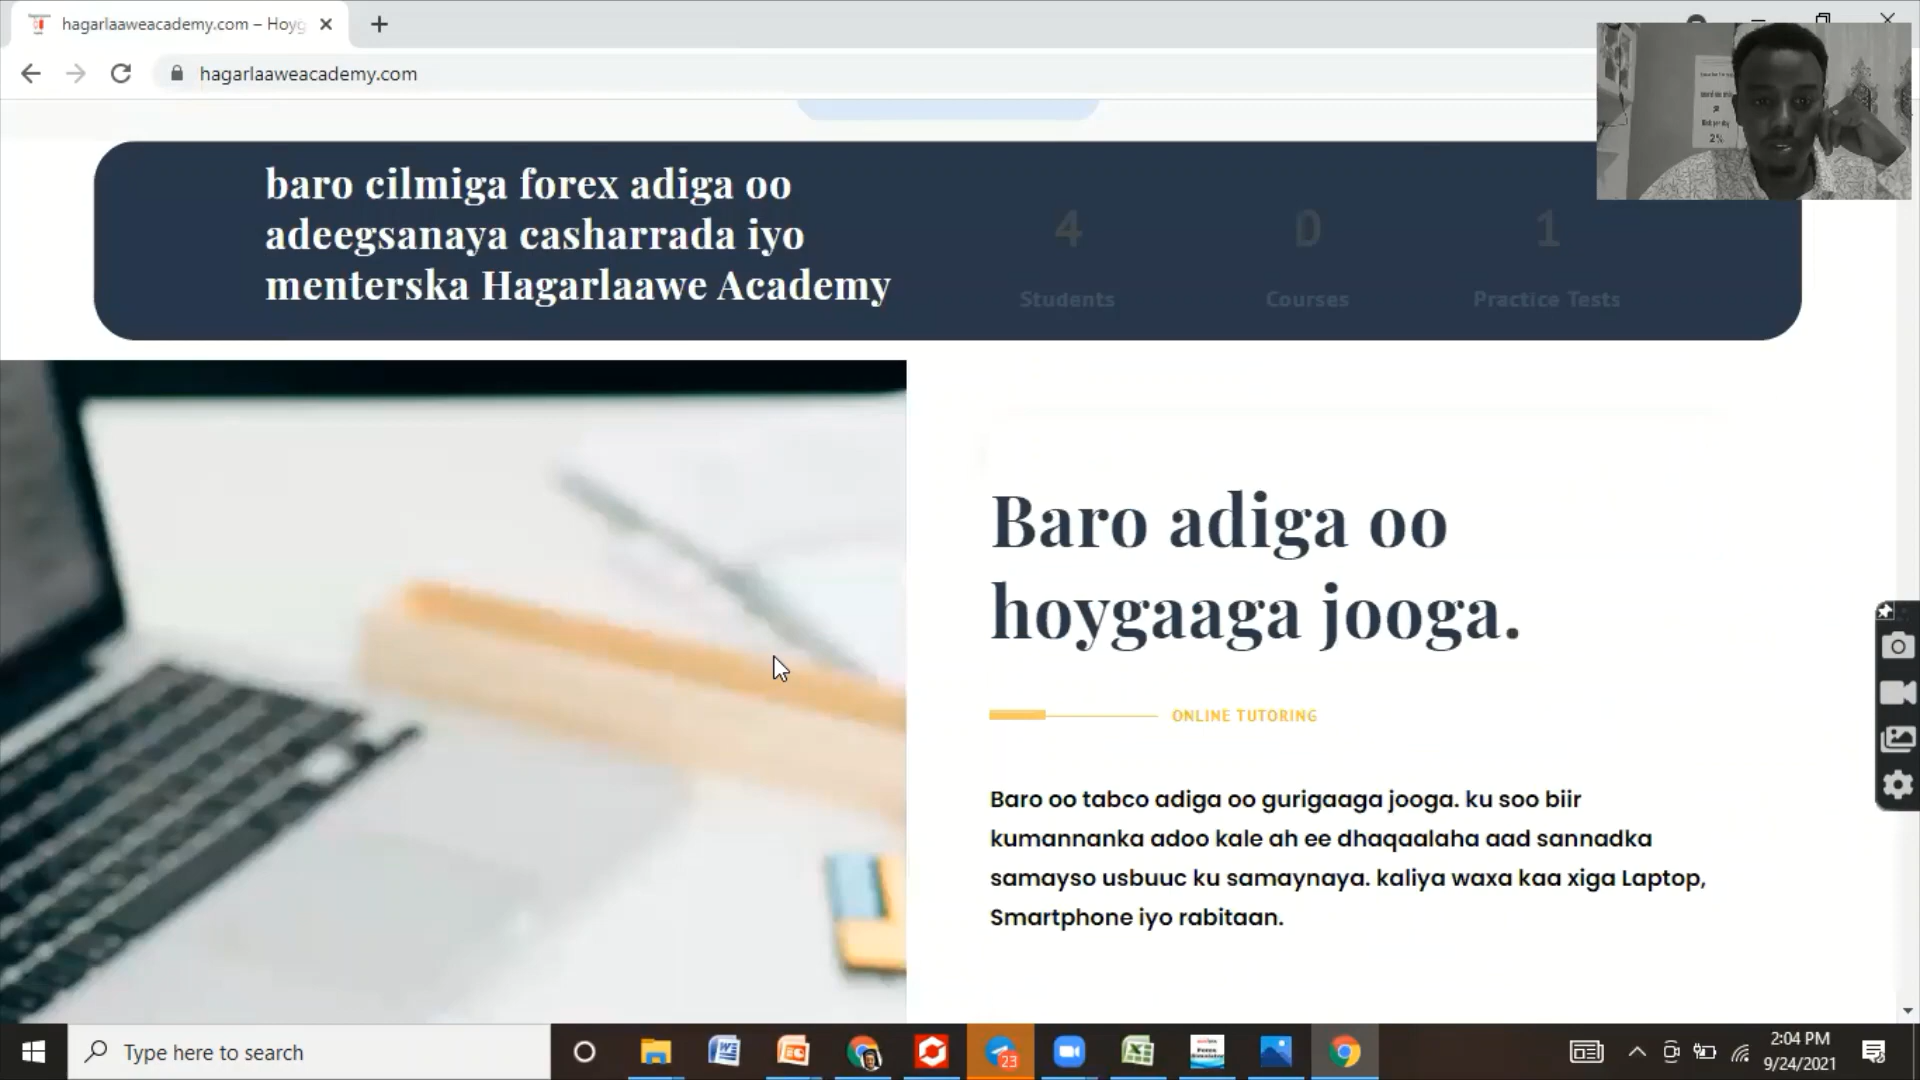 hagarlaaweacademy.com – Hoyg
hagarlaaweacademy.com
2%
baro cilmiga forex adiga oo
adeegsanaya casharrada iyo
menterska Hagarlaawe Academy
4
Students
0
Courses
1
Practice Tests
Baro adiga oo
hoygaaga jooga.
ONLINE TUTORING
Baro oo tabco adiga oo gurigaaga jooga. ku soo biir
kumannanka adoo kale ah ee dhaqaalaha aad sannadka
samayso usbuuc ku samaynaya. kaliya waxa kaa xiga Laptop,
Smartphone iyo rabitaan.
Type here to search
23
2:04 PM
9/24/2021